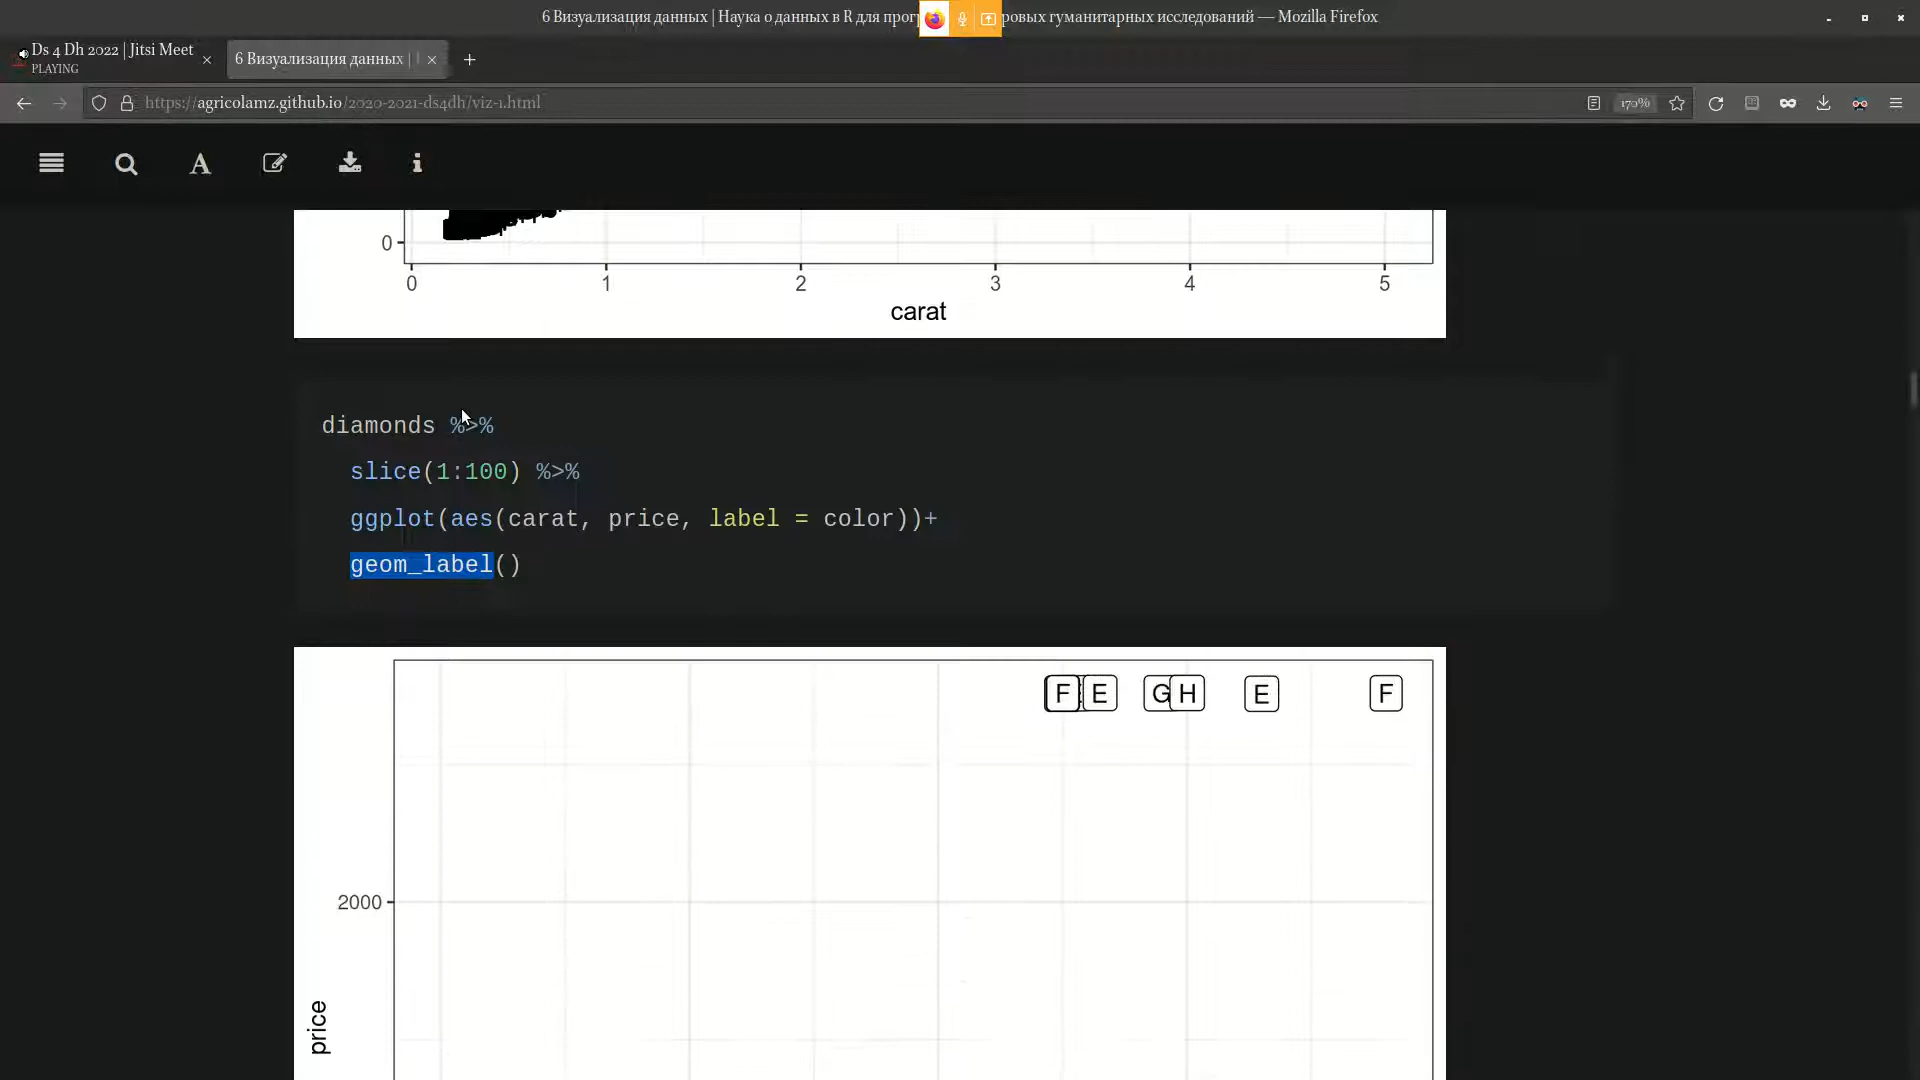 6 Визуализация данных | Наука о данных в R для прог ровых гуманитарных исследований — Mozilla Firefox
Ds 4 Dh 2022 | Jitsi Meet
PLAYING
6 Визуализация данных |
https://agricolamz.github.io/2020-2021-ds4dh/viz-1.html
170%
0
0 1 2 3 4 5
carat
diamonds %>%
slice(1:100) %>%
ggplot(aes(carat, price, label = color))+
geom_label()
F E G H E F
2000
price